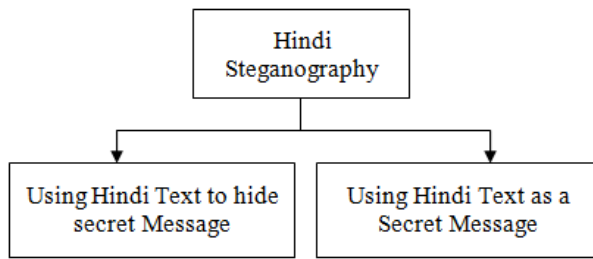 Hindi
Steganography
Using Hindi Text to hide
secret Message
Using Hindi Text as a
Secret Message